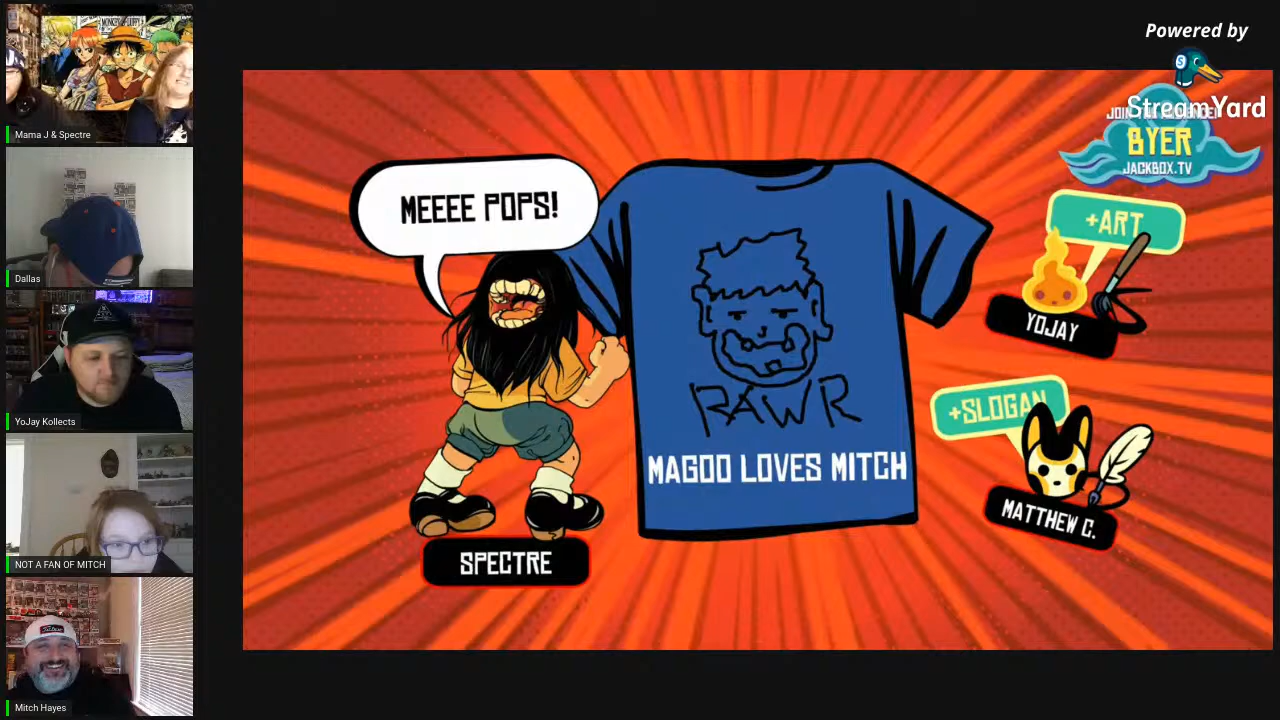 Powered by
StreamYard
BYER
JACKBOX.TV
MEEEE POPS!
RAWR
MAGOO LOVES MITCH
SPECTRE
+ART
YOJAY
+SLOGAN
MATTHEW C.
Mama J & Spectre
Dallas
YoJay Kollects
NOT A FAN OF MITCH
Mitch Hayes